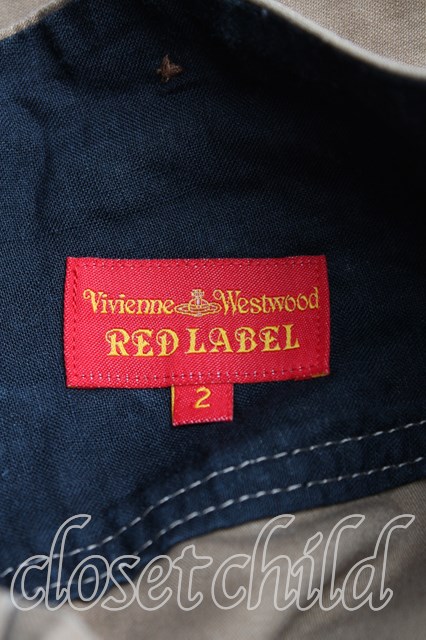 Vivienne Westwood
RED LABEL
2
closetchild